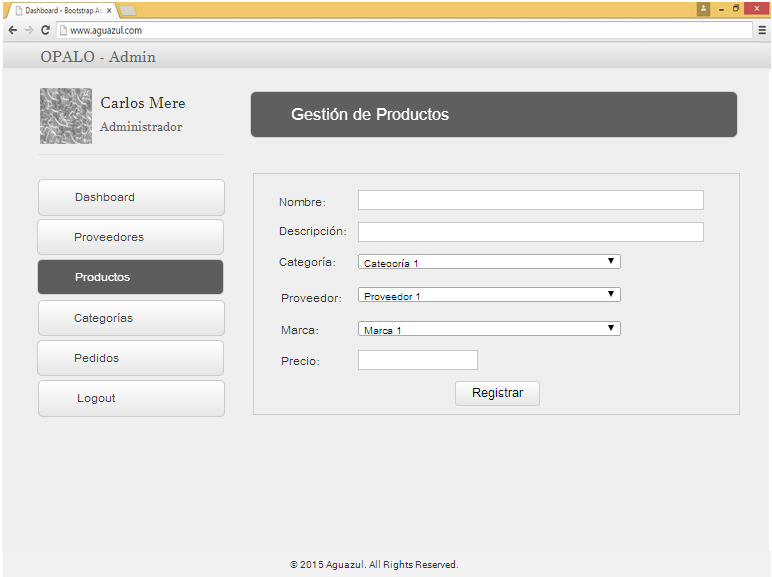 Dashboard - Bootstrap Ac
www.aguazul.com
OPALO - Admin
Carlos Mere
Administrador
Gestión de Productos
Dashboard
Proveedores
Productos
Categorías
Pedidos
Logout
Nombre:
Descripción:
Categoría: Categoría 1
Proveedor: Proveedor 1
Marca: Marca 1
Precio:
Registrar
© 2015 Aguazul. All Rights Reserved.